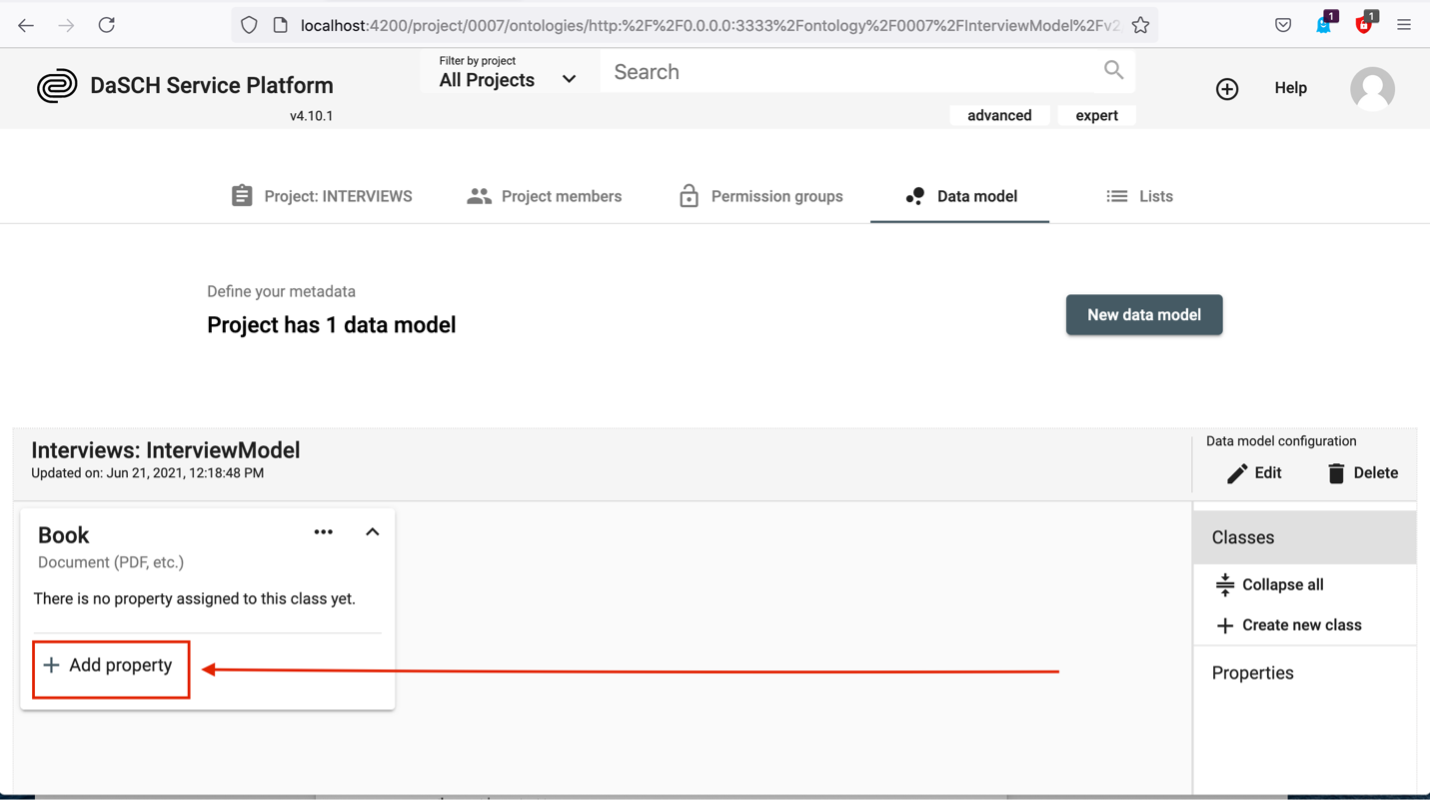 localhost:4200/project/0007/ontologies/http:%2F%2F0.0.0.0:3333%2Fontology%2F0007%2FInterviewModel%2Fv2
1
1
DaSCH Service Platform
v4.10.1
Filter by project
All Projects
Search
advanced
expert
Help
Project: INTERVIEWS
Project members
Permission groups
Data model
Lists
Define your metadata
Project has 1 data model
New data model
Interviews: InterviewModel
Updated on: Jun 21, 2021, 12:18:48 PM
Data model configuration
Edit
Delete
Book
Document (PDF, etc.)
There is no property assigned to this class yet.
+ Add property
Classes
Collapse all
+ Create new class
Properties